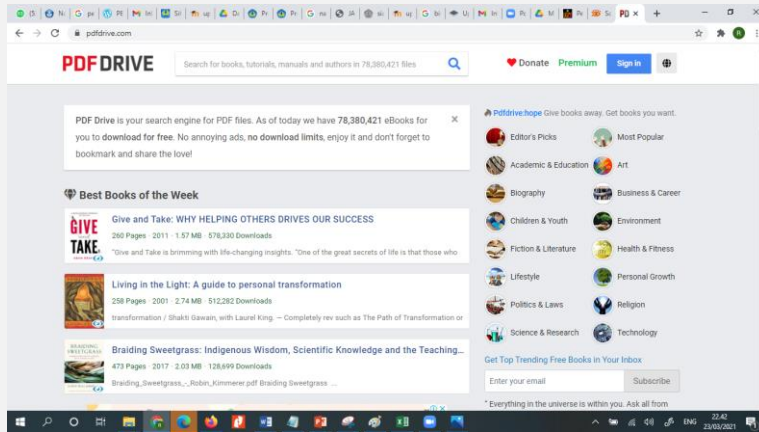 pdfdrive.com
PDFDRIVE
Search for books, tutorials, manuals and authors in 78,380,421 files
Donate Premium Sign in
PDF Drive is your search engine for PDF files. As of today we have 78,380,421 eBooks for
you to download for free. No annoying ads, no download limits, enjoy it and don't forget to
bookmark and share the love!
Best Books of the Week
GIVE
TAKE
Give and Take: WHY HELPING OTHERS DRIVES OUR SUCCESS
260 Pages · 2011 · 1.57 MB · 578,330 Downloads
"Give and Take is brimming with life-changing insights. "One of the great secrets of life is that those who
Living in the Light: A guide to personal transformation
258 Pages · 2001 · 2.74 MB · 512,282 Downloads
transformation / Shakti Gawain, with Laurel King. — Completely rev such as The Path of Transformation or
BRAIDING
SWEETGRASS
Braiding Sweetgrass: Indigenous Wisdom, Scientific Knowledge and the Teaching...
473 Pages · 2017 · 2.03 MB · 128,699 Downloads
Braiding_Sweetgrass_-_Robin_Kimmerer.pdf Braiding Sweetgrass ...
Pdfdrive:hope Give books away. Get books you want.
Editor's Picks
Most Popular
Academic & Education
Art
Biography
Business & Career
Children & Youth
Environment
Fiction & Literature
Health & Fitness
Lifestyle
Personal Growth
Politics & Laws
Religion
Science & Research
Technology
Get Top Trending Free Books in Your Inbox
Enter your email
Subscribe
" Everything in the universe is within you. Ask all from
ENG
22.42
23/03/2021